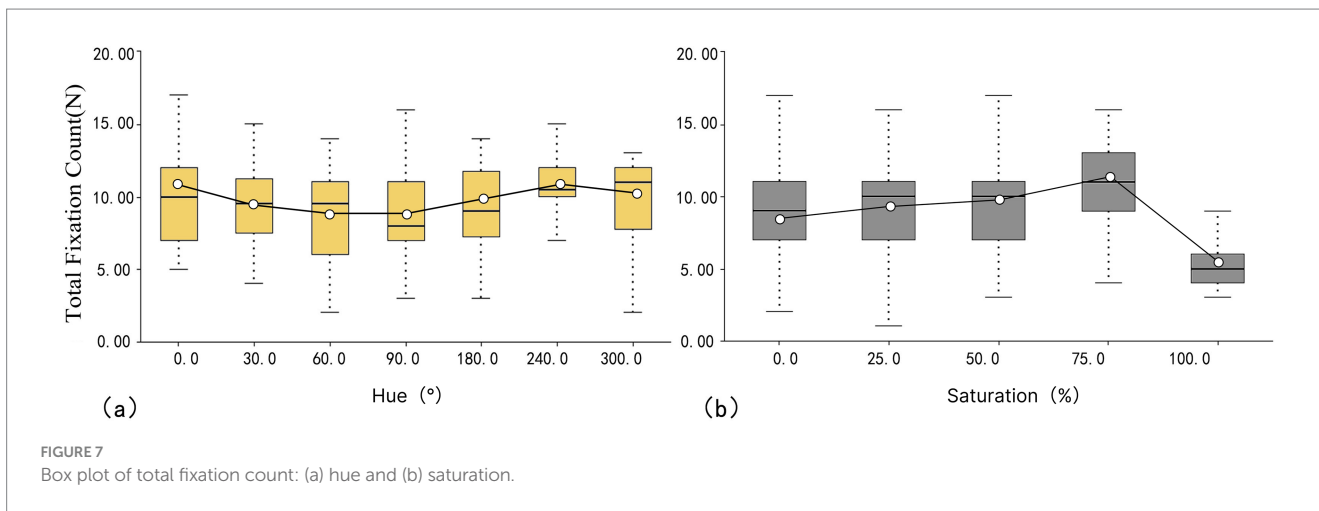 Total Fixation Count(N)
20. 00
15. 00
10. 00
5. 00
0. 00
0. 0 30. 0 60. 0 90. 0 180. 0 240. 0 300. 0
Hue (°)
(a)
20. 00
15. 00
10. 00
5. 00
0. 00
0. 0 25. 0 50. 0 75. 0 100. 0
Saturation (%)
(b)
FIGURE 7
Box plot of total fixation count: (a) hue and (b) saturation.